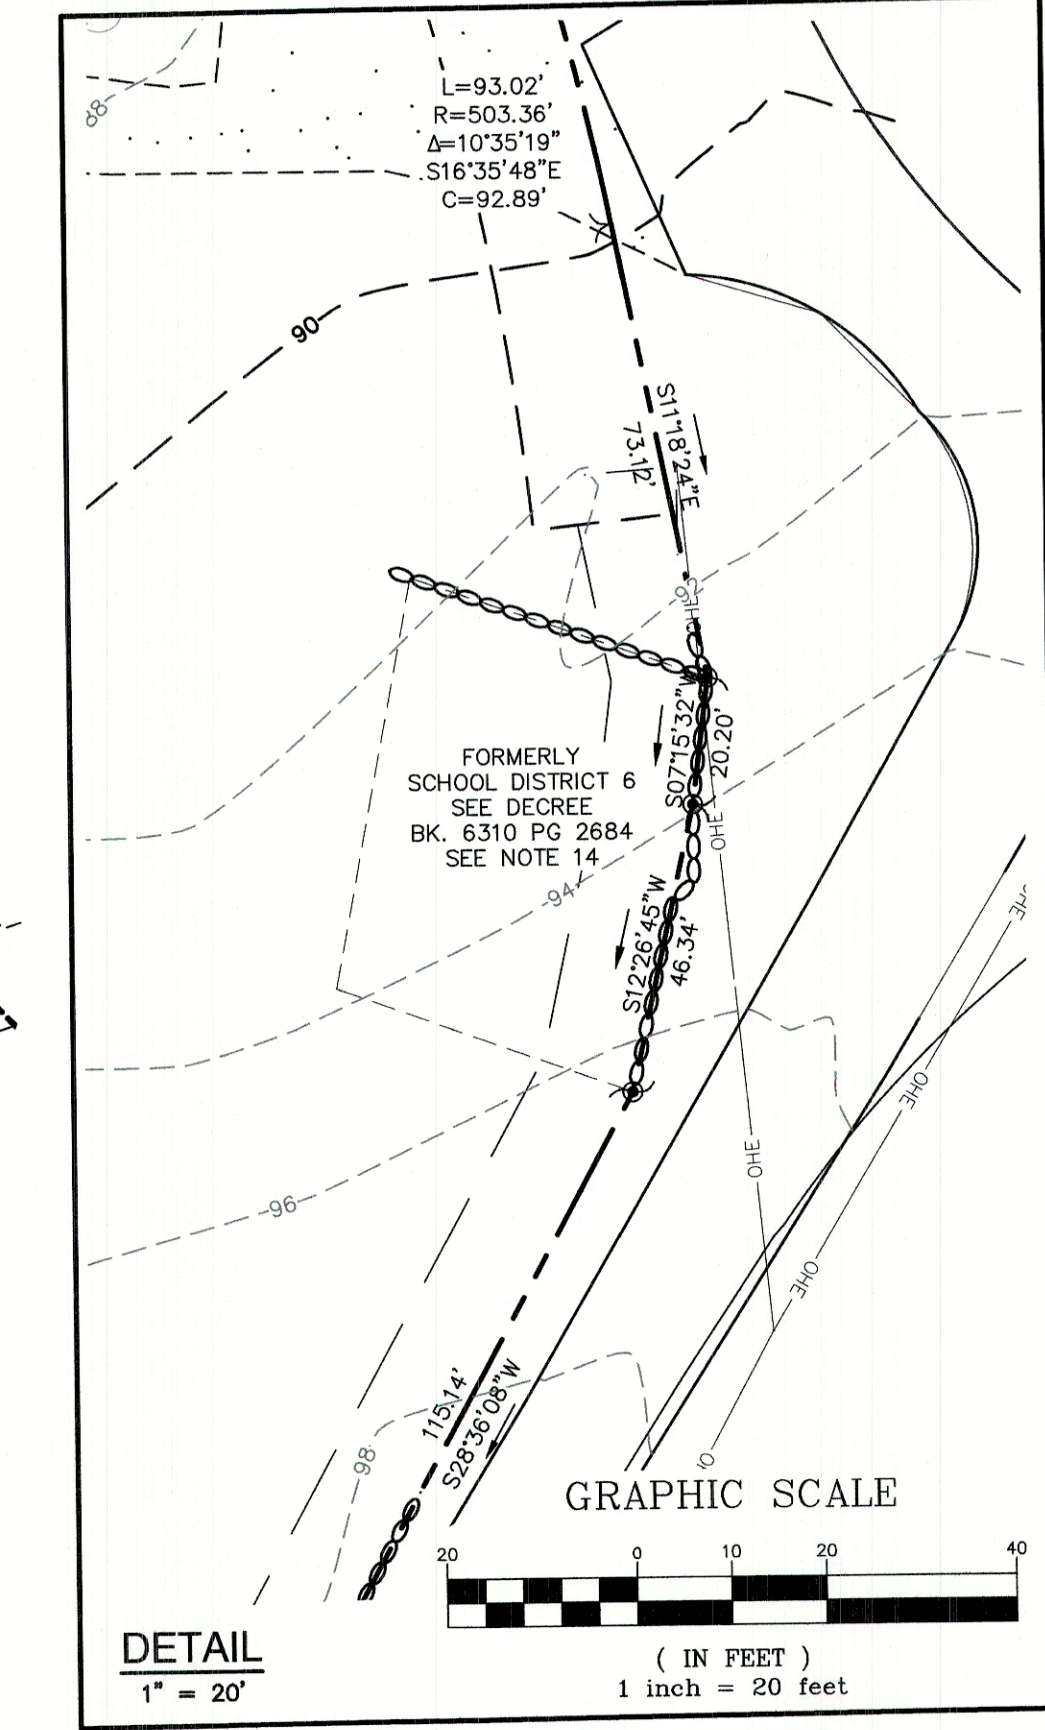 88
L=93.02'
R=503.36'
Δ=10°35'19"
S16°35'48"E
C=92.89'
90
S11°18'24"E
73.12'
OHE
S07°15'32"W
20.20'
FORMERLY
SCHOOL DISTRICT 6
SEE DECREE
BK. 6310 PG 2684
SEE NOTE 14
OHE
94
S12°26'45"W
46.34'
OHE
OHE
96
OHE
115.14'
S28°36'08"W
98
GRAPHIC SCALE
20 0 10 20 40
( IN FEET )
1 inch = 20 feet
DETAIL
1" = 20'